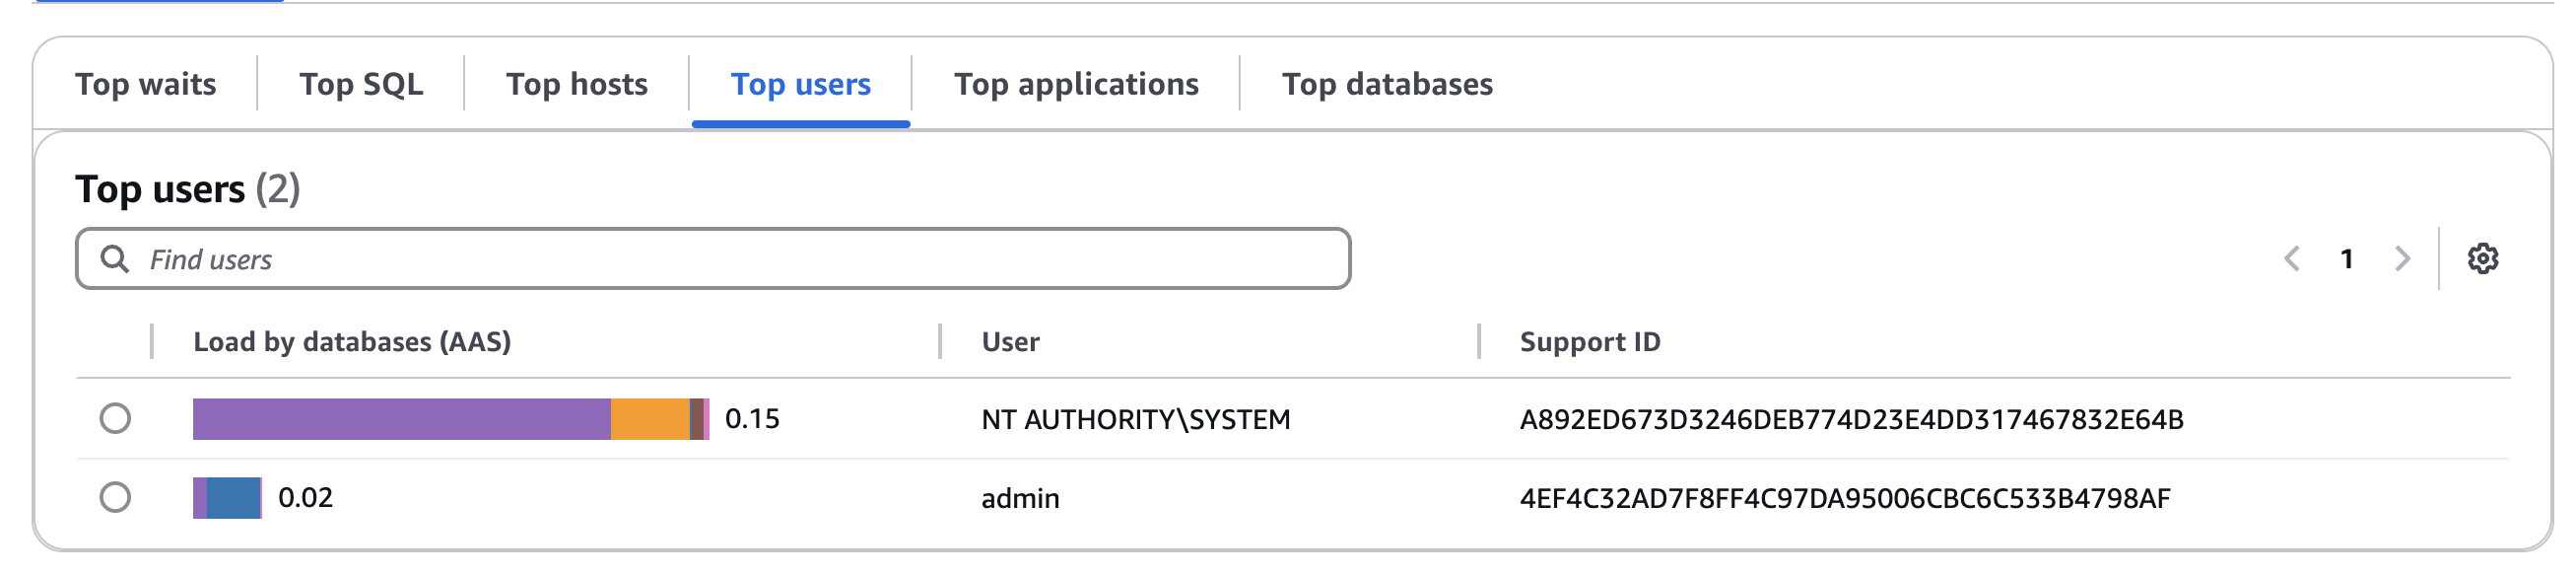 Top waits
Top SQL
Top hosts
Top users
Top applications
Top databases
Top users (2)
Find users
1
Load by databases (AAS)
User
Support ID
0.15
NT AUTHORITY\SYSTEM
A892ED673D3246DEB774D23E4DD317467832E64B
0.02
admin
4EF4C32AD7F8FF4C97DA95006CBC6C533B4798AF